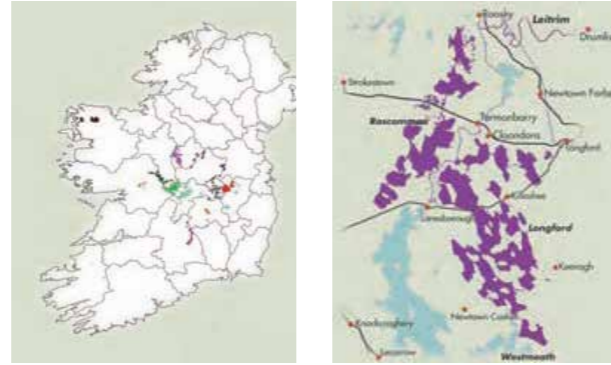 Roosky
Leitrim
Strokestown
Newtown Forbes
Termonbarry
Roscommon
Cloondara
Longford
Killashee
Lanesborough
Longford
Keenagh
Newtown Cashel
Knockcroghery
Lecarrow
Westmeath